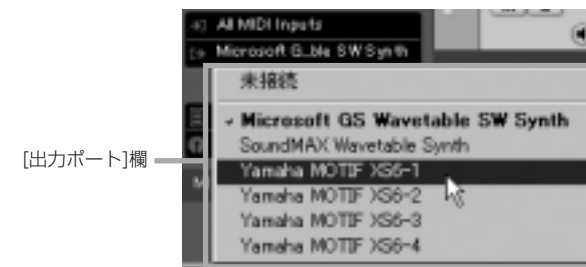 All MIDI Inputs
Microsoft G..ble SW Synth
未接続
✓ Microsoft GS Wavetable SW Synth
SoundMAX Wavetable Synth
[出力ポート]欄
Yamaha MOTIF XS6-1
Yamaha MOTIF XS6-2
Yamaha MOTIF XS6-3
Yamaha MOTIF XS6-4